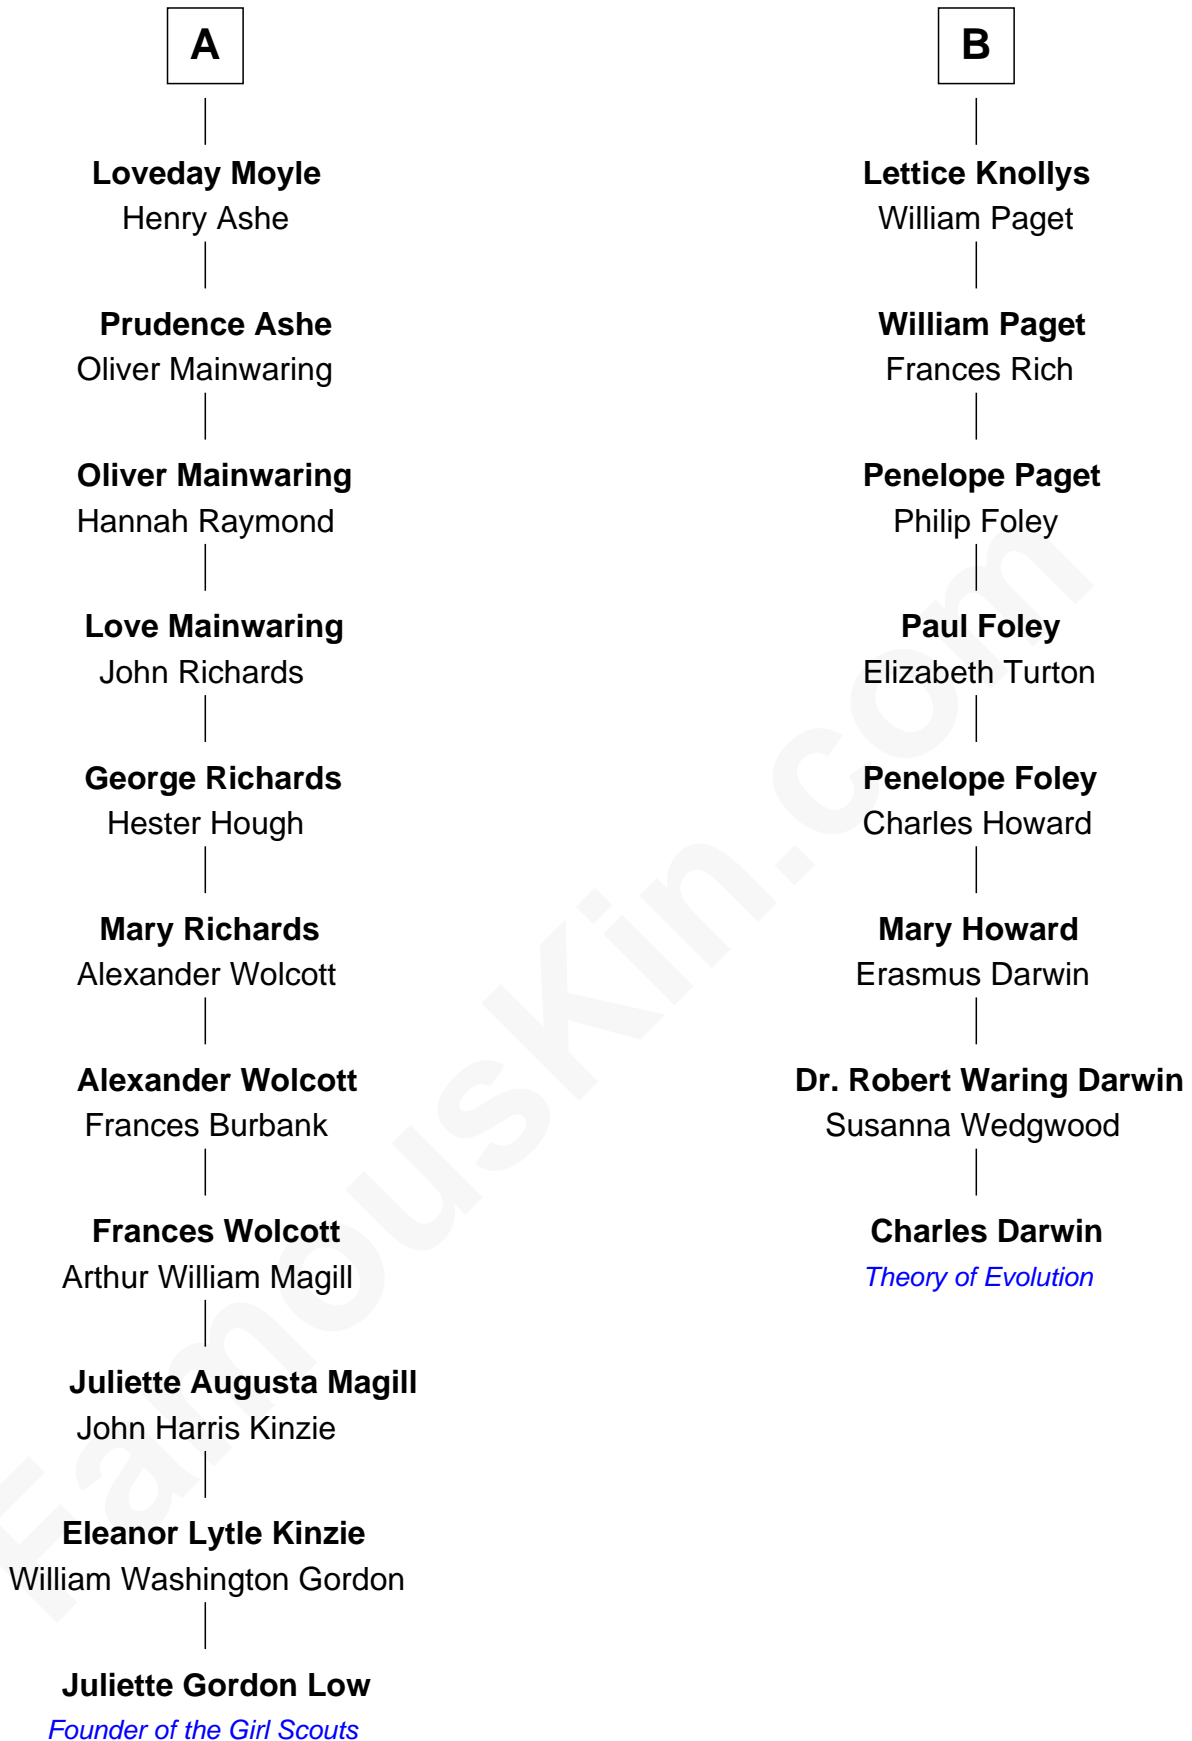 A
Loveday Moyle
Henry Ashe
Prudence Ashe
Oliver Mainwaring
Oliver Mainwaring
Hannah Raymond
Love Mainwaring
John Richards
George Richards
Hester Hough
Mary Richards
Alexander Wolcott
Alexander Wolcott
Frances Burbank
Frances Wolcott
Arthur William Magill
Juliette Augusta Magill
John Harris Kinzie
Eleanor Lytle Kinzie
William Washington Gordon
Juliette Gordon Low
Founder of the Girl Scouts
B
Lettice Knollys
William Paget
William Paget
Frances Rich
Penelope Paget
Philip Foley
Paul Foley
Elizabeth Turton
Penelope Foley
Charles Howard
Mary Howard
Erasmus Darwin
Dr. Robert Waring Darwin
Susanna Wedgwood
Charles Darwin
Theory of Evolution
FamousKin.com